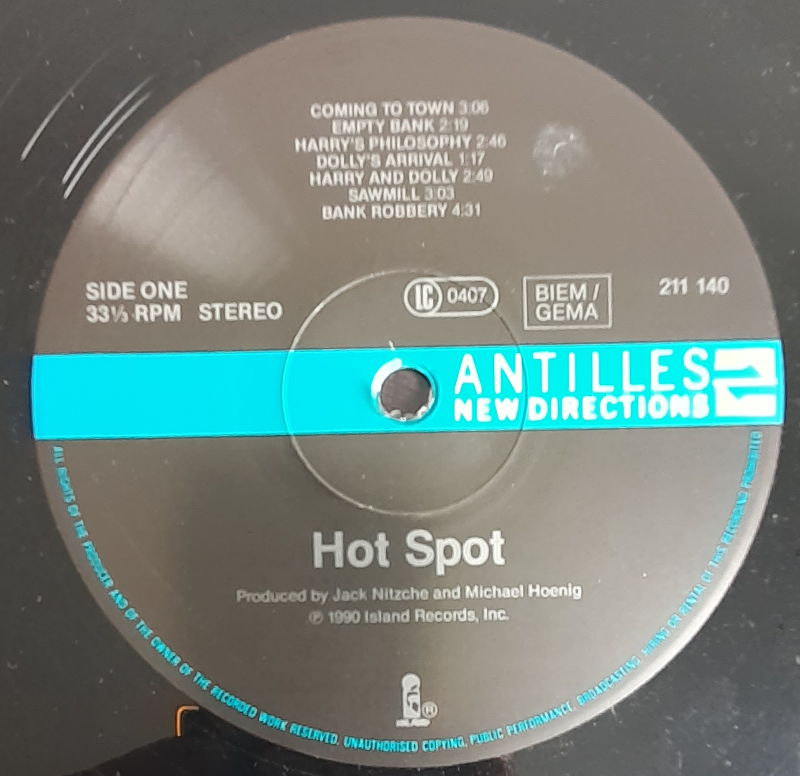 COMING TO TOWN 3:06
EMPTY BANK 2:19
HARRY'S PHILOSOPHY 2:46
DOLLY'S ARRIVAL 1:17
HARRY AND DOLLY 2:49
SAWMILL 3:03
BANK ROBBERY 4:31
SIDE ONE
33⅓ RPM STEREO
LC 0407
BIEM /
GEMA
211 140
ANTILLES
NEW DIRECTIONS
Hot Spot
Produced by Jack Nitzche and Michael Hoenig
℗ 1990 Island Records, Inc.
ISLAND ®
ALL RIGHTS OF THE PRODUCER AND OF THE OWNER OF THE RECORDED WORK RESERVED. UNAUTHORISED COPYING, PUBLIC PERFORMANCE, BROADCASTING, HIRING OR RENTAL OF THIS RECORDING PROHIBITED